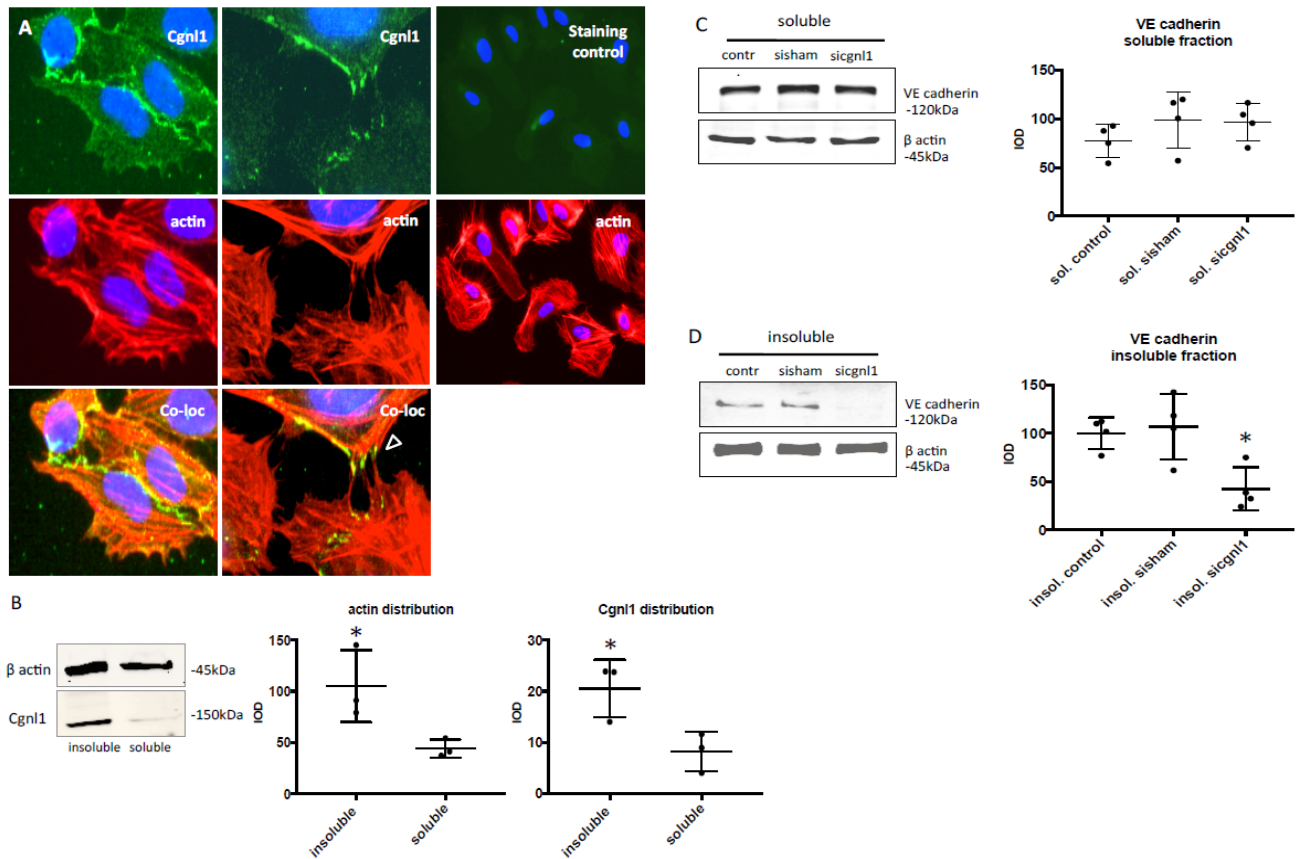 A
Cgnl1
Cgnl1
Staining
control
actin
actin
actin
Co-loc
Co-loc
B
β actin
-45kDa
Cgnl1
-150kDa
insoluble soluble
actin distribution
150
100
50
0
IOD
*
insoluble
soluble
Cgnl1 distribution
30
20
10
0
IOD
*
insoluble
soluble
C
soluble
contr sisham sicgnl1
VE cadherin
-120kDa
β actin
-45kDa
VE cadherin
soluble fraction
150
100
50
0
IOD
sol. control
sol. sisham
sol. sicgnl1
D
insoluble
contr sisham sicgnl1
VE cadherin
-120kDa
β actin
-45kDa
VE cadherin
insoluble fraction
150
100
50
0
IOD
*
insol. control
insol. sisham
insol. sicgnl1